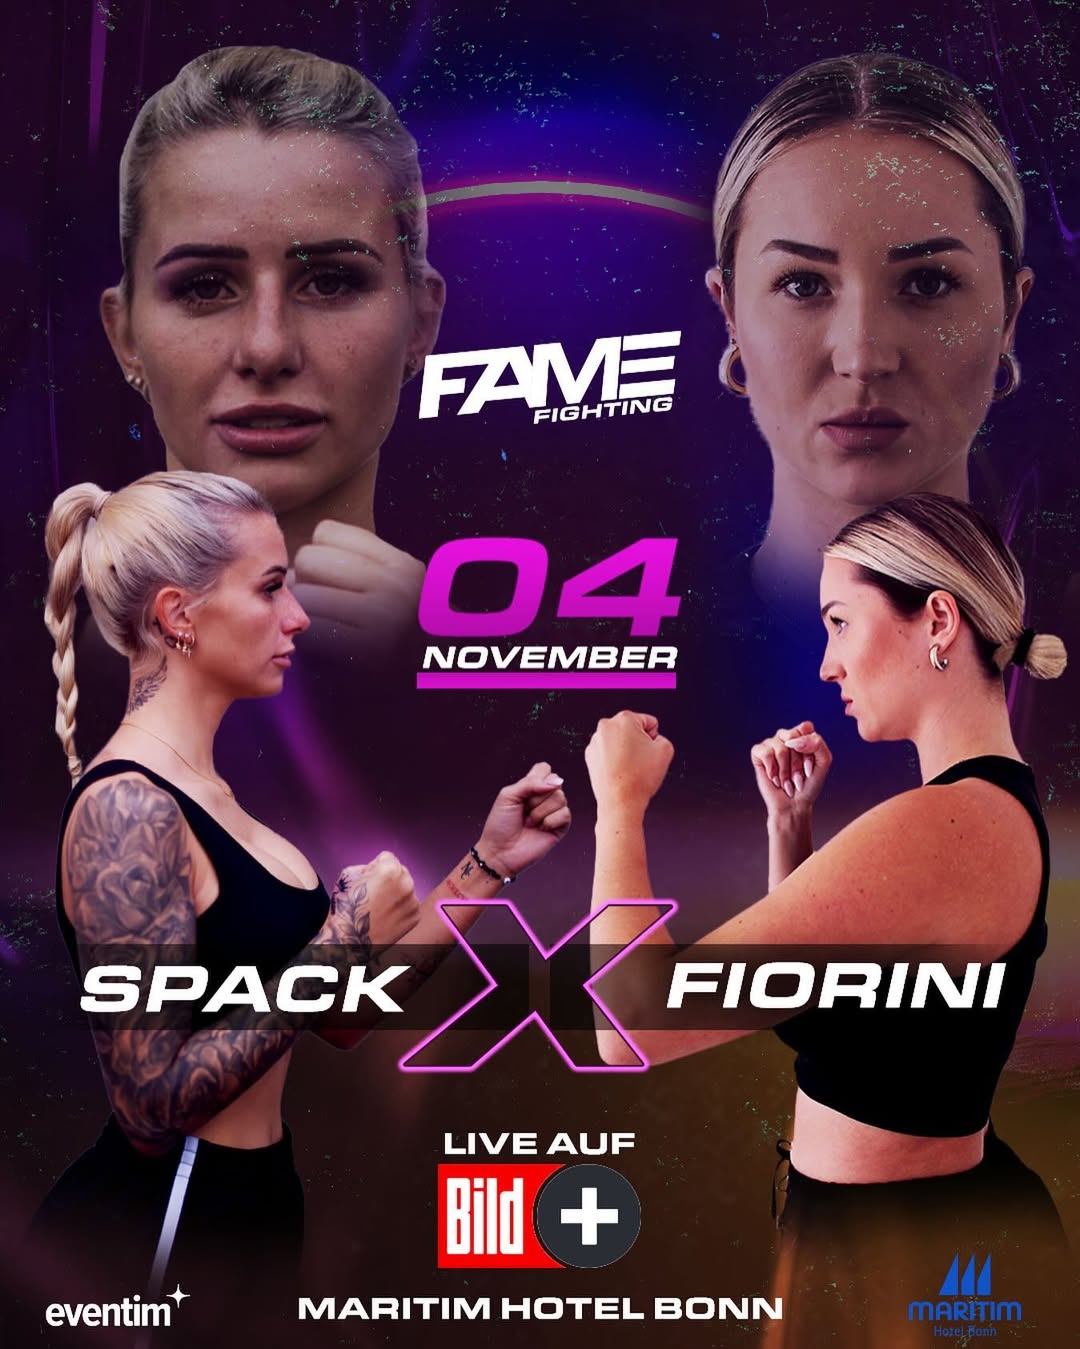 FAME
FIGHTING
04
NOVEMBER
SPACK X FIORINI
LIVE AUF
Bild +
eventim
MARITIM HOTEL BONN
MARITIM
Hotel Bonn